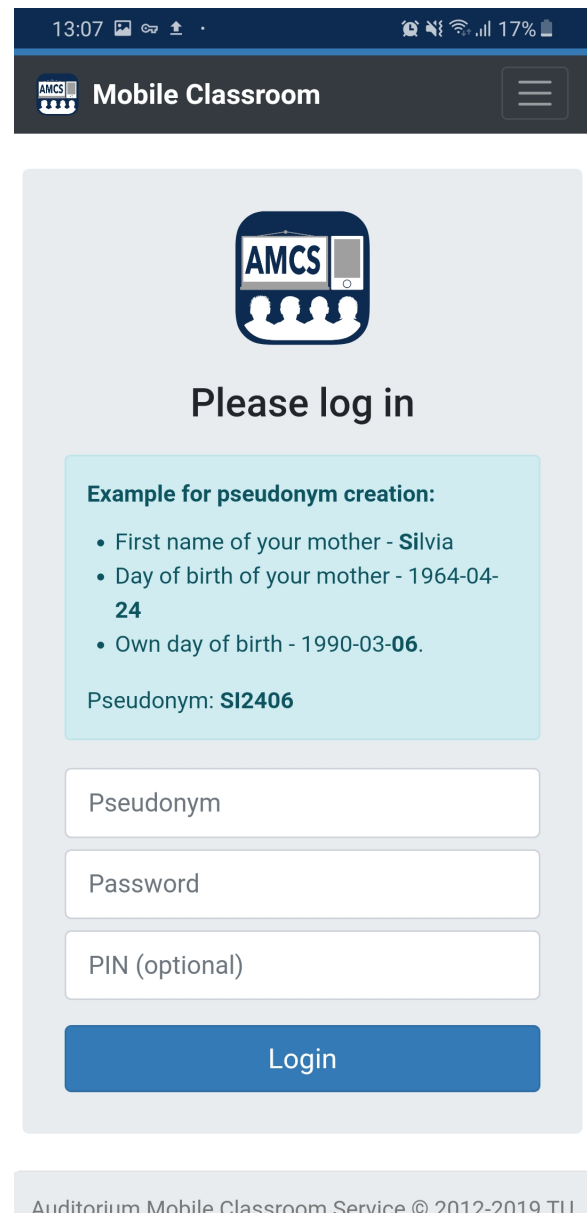 13:07 17%
AMCS Mobile Classroom
AMCS
Please log in
Example for pseudonym creation:
• First name of your mother - Silvia
• Day of birth of your mother - 1964-04-
24
• Own day of birth - 1990-03-06.
Pseudonym: SI2406
Pseudonym
Password
PIN (optional)
Login
Auditorium Mobile Classroom Service © 2012-2019 TU